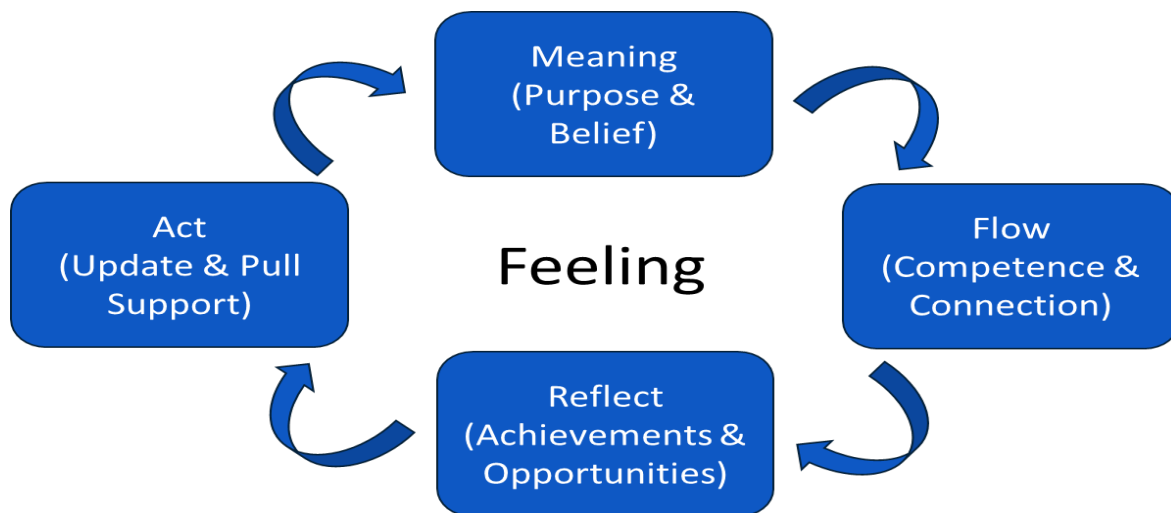 Meaning
(Purpose &
Belief)
Act
(Update & Pull
Support)
Feeling
Flow
(Competence &
Connection)
Reflect
(Achievements &
Opportunities)